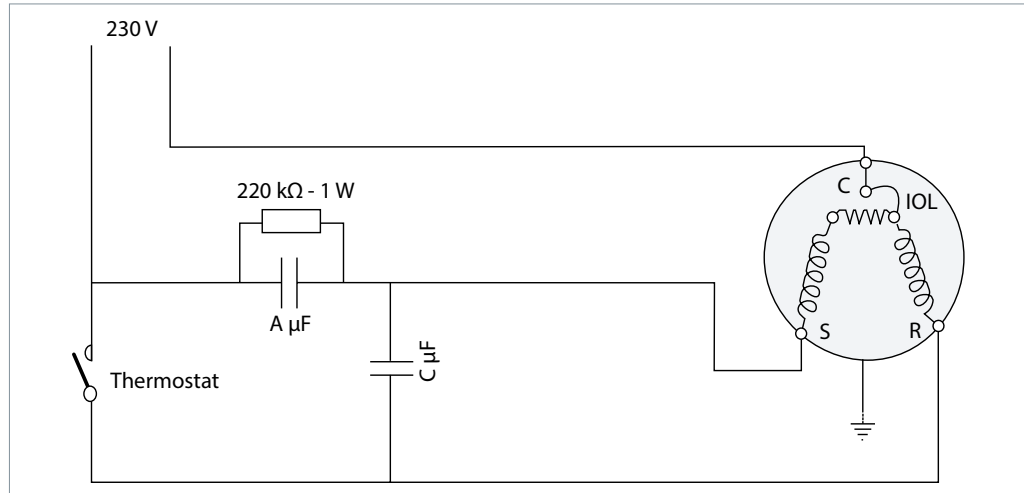 230 V
220 kΩ - 1 W
C
IOL
A µF
S
R
C µF
Thermostat